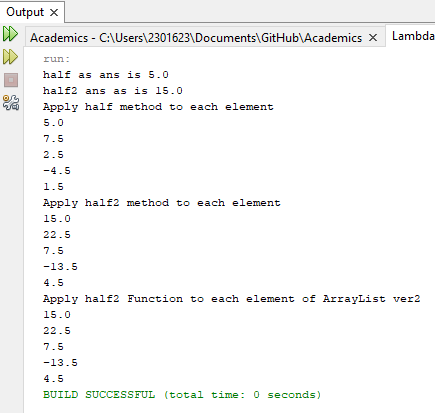 Output
Academics - C:\Users\2301623\Documents\GitHub\Academics
Lambda
run:
half as ans is 5.0
half2 ans as is 15.0
Apply half method to each element
5.0
7.5
2.5
-4.5
1.5
Apply half2 method to each element
15.0
22.5
7.5
-13.5
4.5
Apply half2 Function to each element of ArrayList ver2
15.0
22.5
7.5
-13.5
4.5
BUILD SUCCESSFUL (total time: 0 seconds)